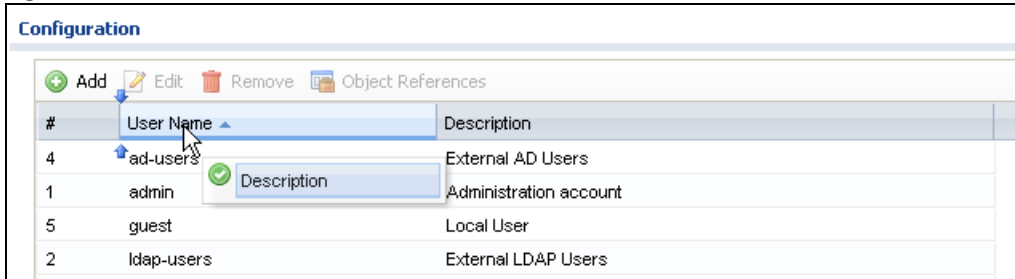 Configuration
Add Edit Remove Object References
# User Name Description
4 ad-users External AD Users
Description
1 admin Administration account
5 guest Local User
2 ldap-users External LDAP Users